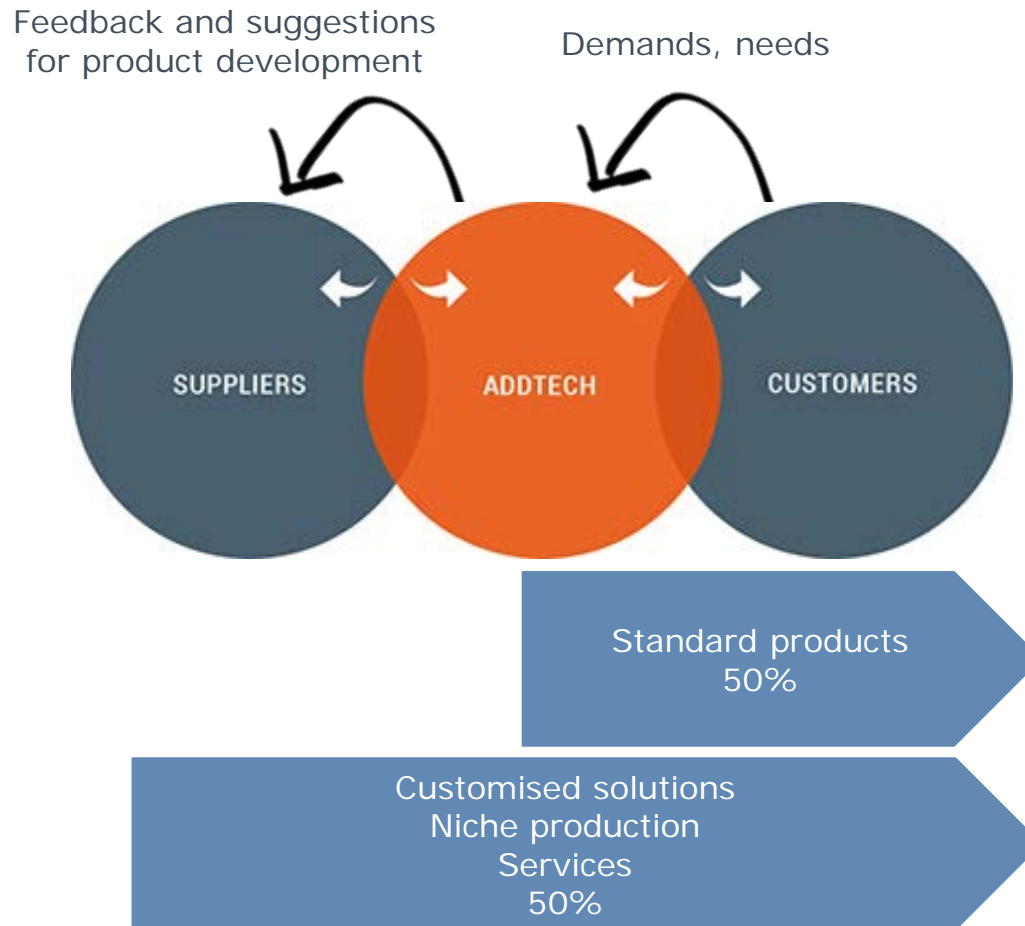 Feedback and suggestions
for product development
Demands, needs
SUPPLIERS
ADDTECH
CUSTOMERS
Standard products
50%
Customised solutions
Niche production
Services
50%